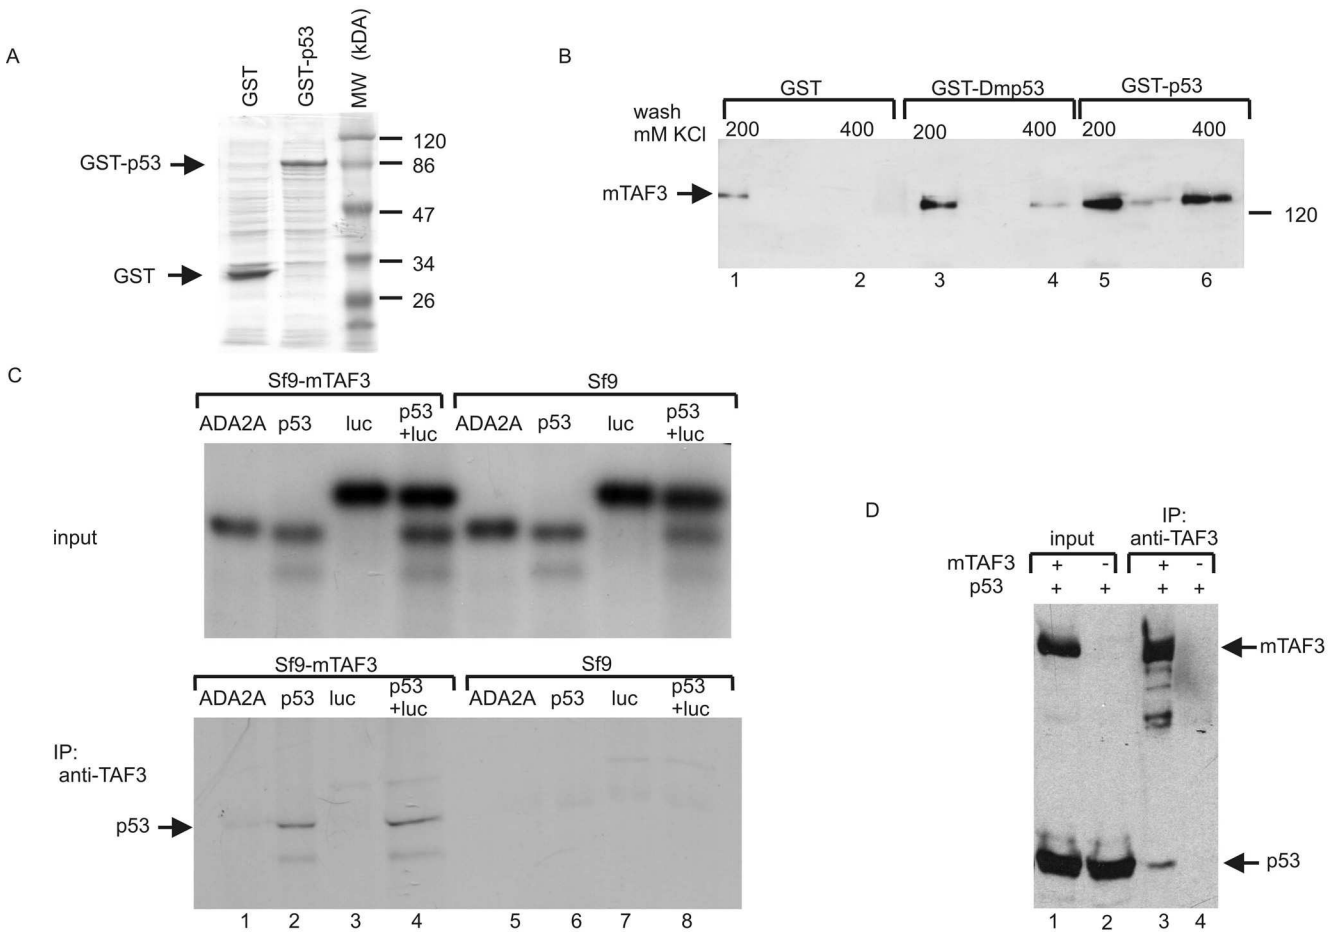 A
GST
GST-p53
MW (kDA)
GST-p53
GST
120
86
47
34
26
B
GST GST-Dmp53 GST-p53
wash
mM KCl 200 400 200 400 200 400
mTAF3
120
1 2 3 4 5 6
C
Sf9-mTAF3 Sf9
ADA2A p53 luc p53 +luc ADA2A p53 luc p53 +luc
input
Sf9-mTAF3 Sf9
ADA2A p53 luc p53 +luc ADA2A p53 luc p53 +luc
IP:
anti-TAF3
p53
1 2 3 4 5 6 7 8
D
IP:
input anti-TAF3
mTAF3 + - + -
p53 + + + +
mTAF3
p53
1 2 3 4